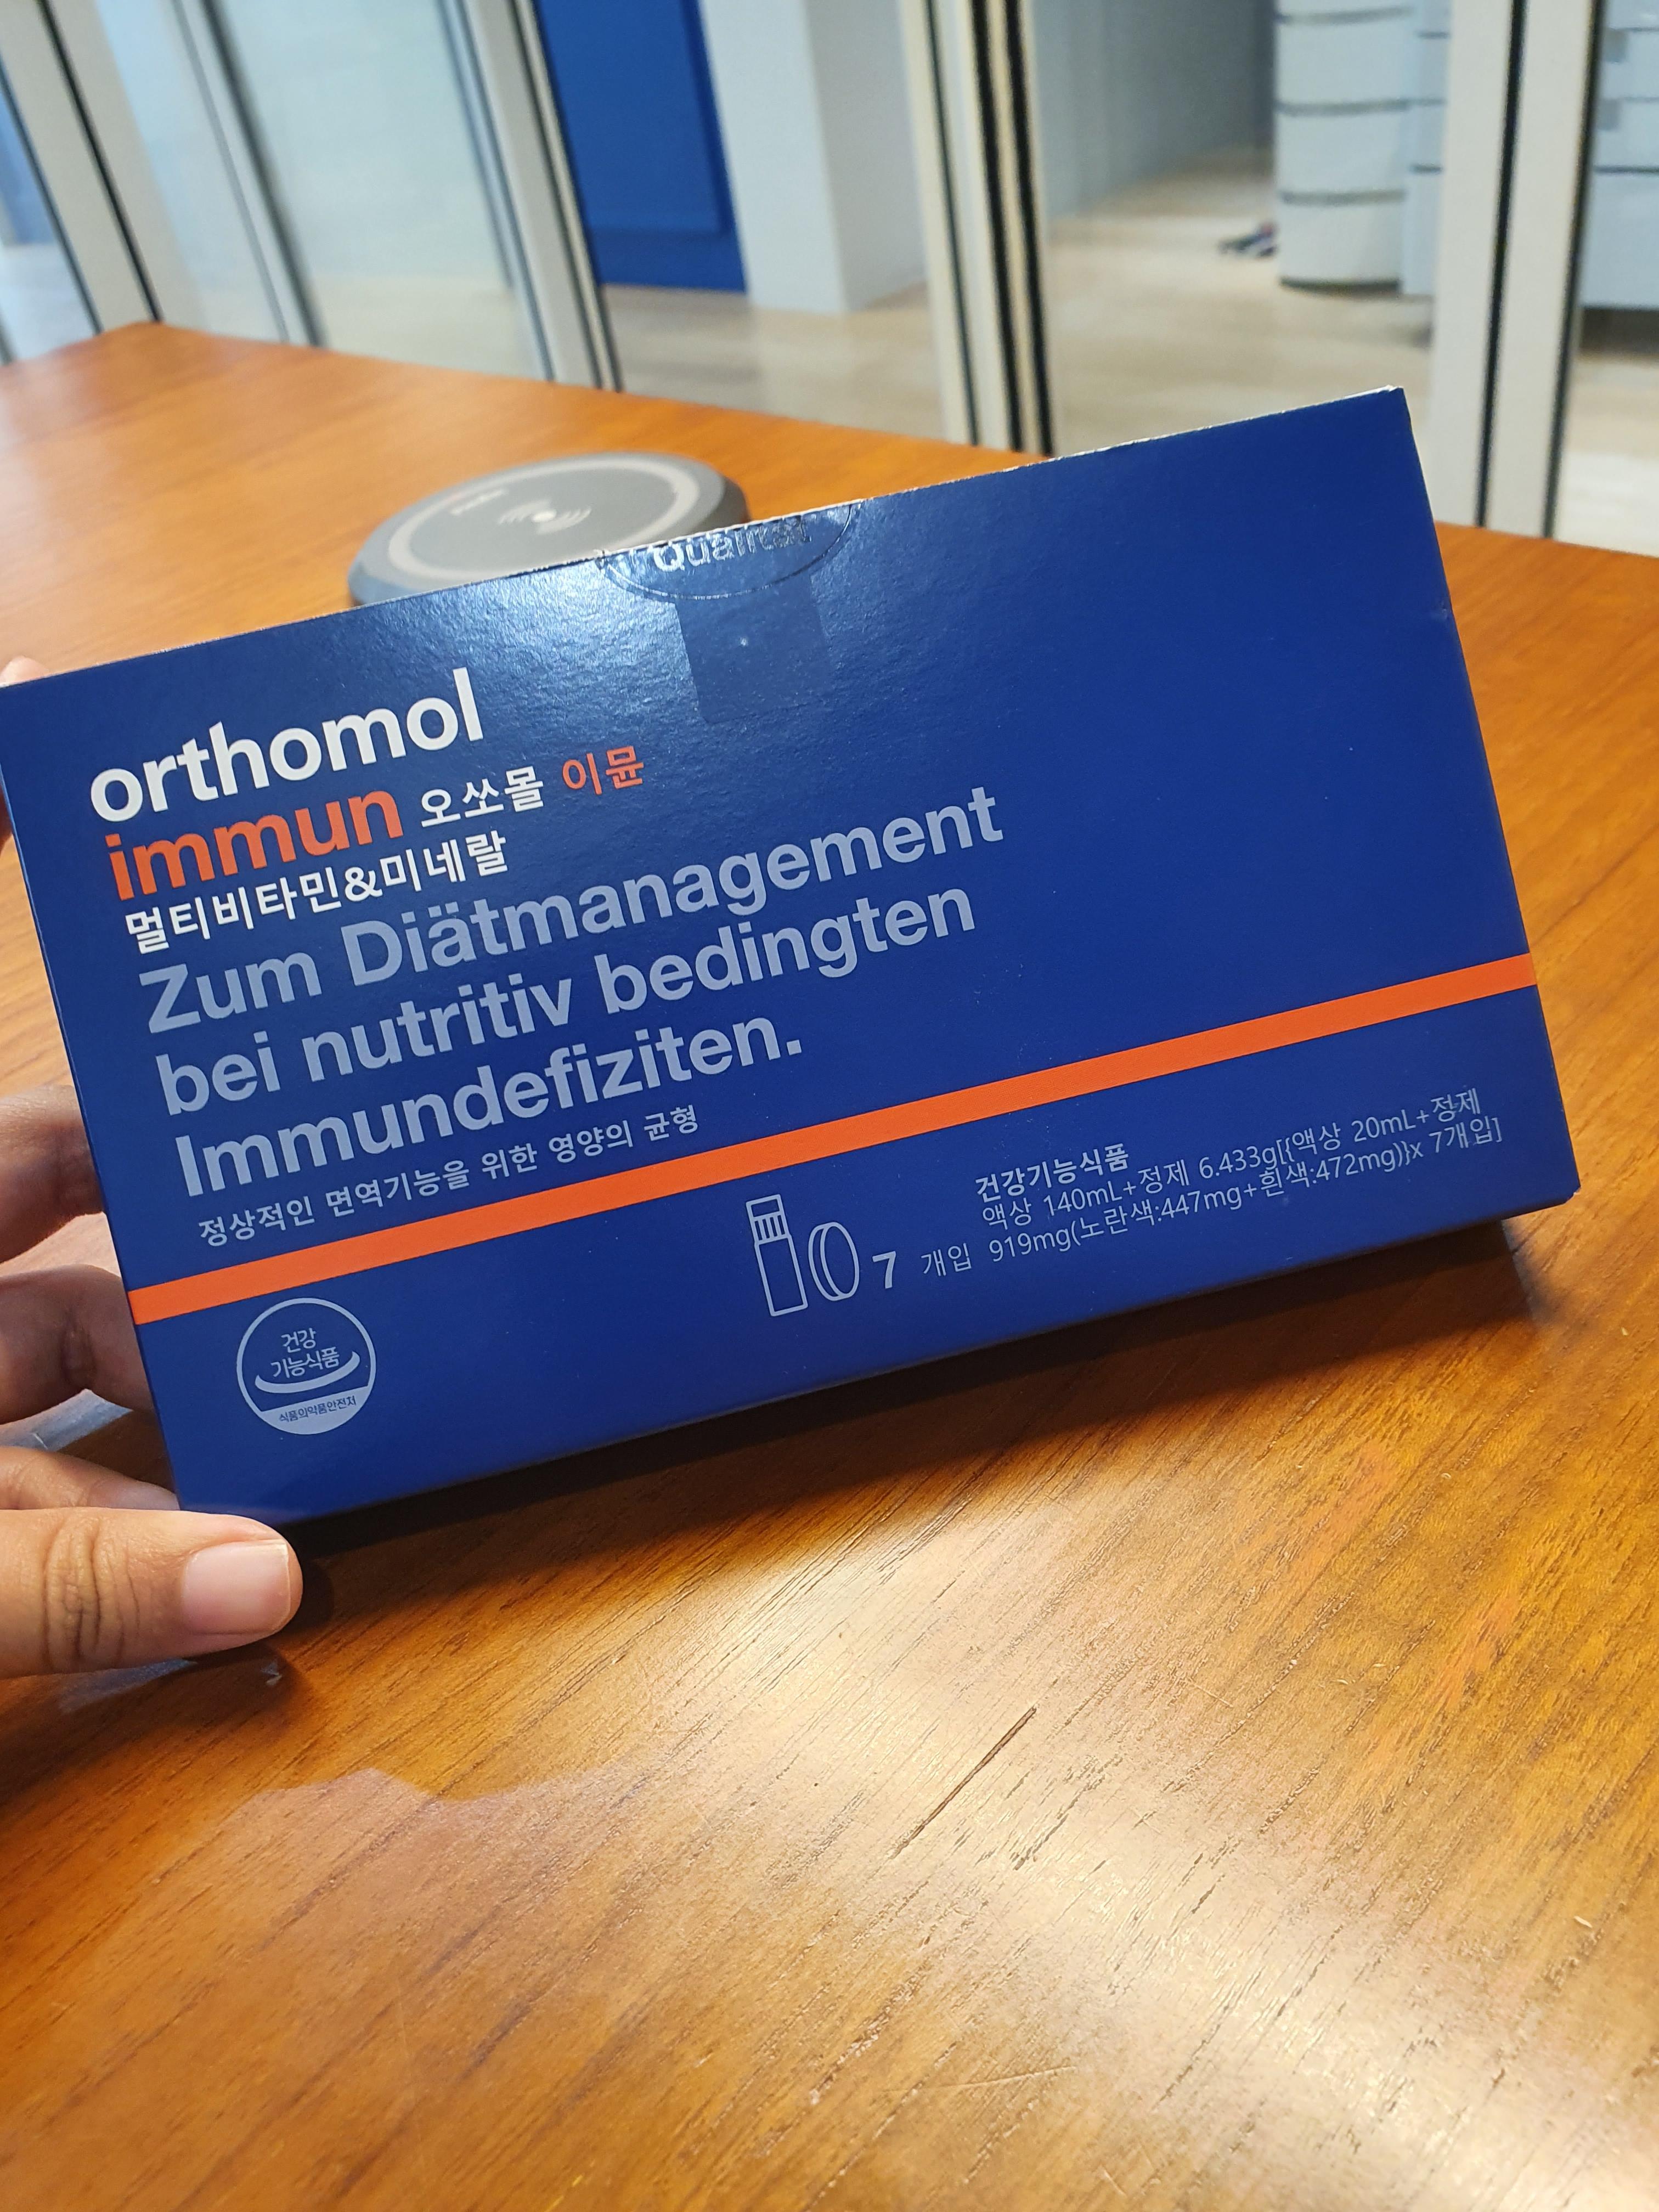 Qualität
orthomol
immun 오쏘몰 이뮨
멀티비타민&미네랄
Zum Diätmanagement
bei nutritiv bedingten
Immundefiziten.
정상적인 면역기능을 위한 영양의 균형
건강기능식품
액상 140mL+정제 6.433g[{액상 20mL+정제
7 개입 919mg(노란색:447mg+흰색:472mg)}x 7개입]
건강
기능식품
식품의약품안전처